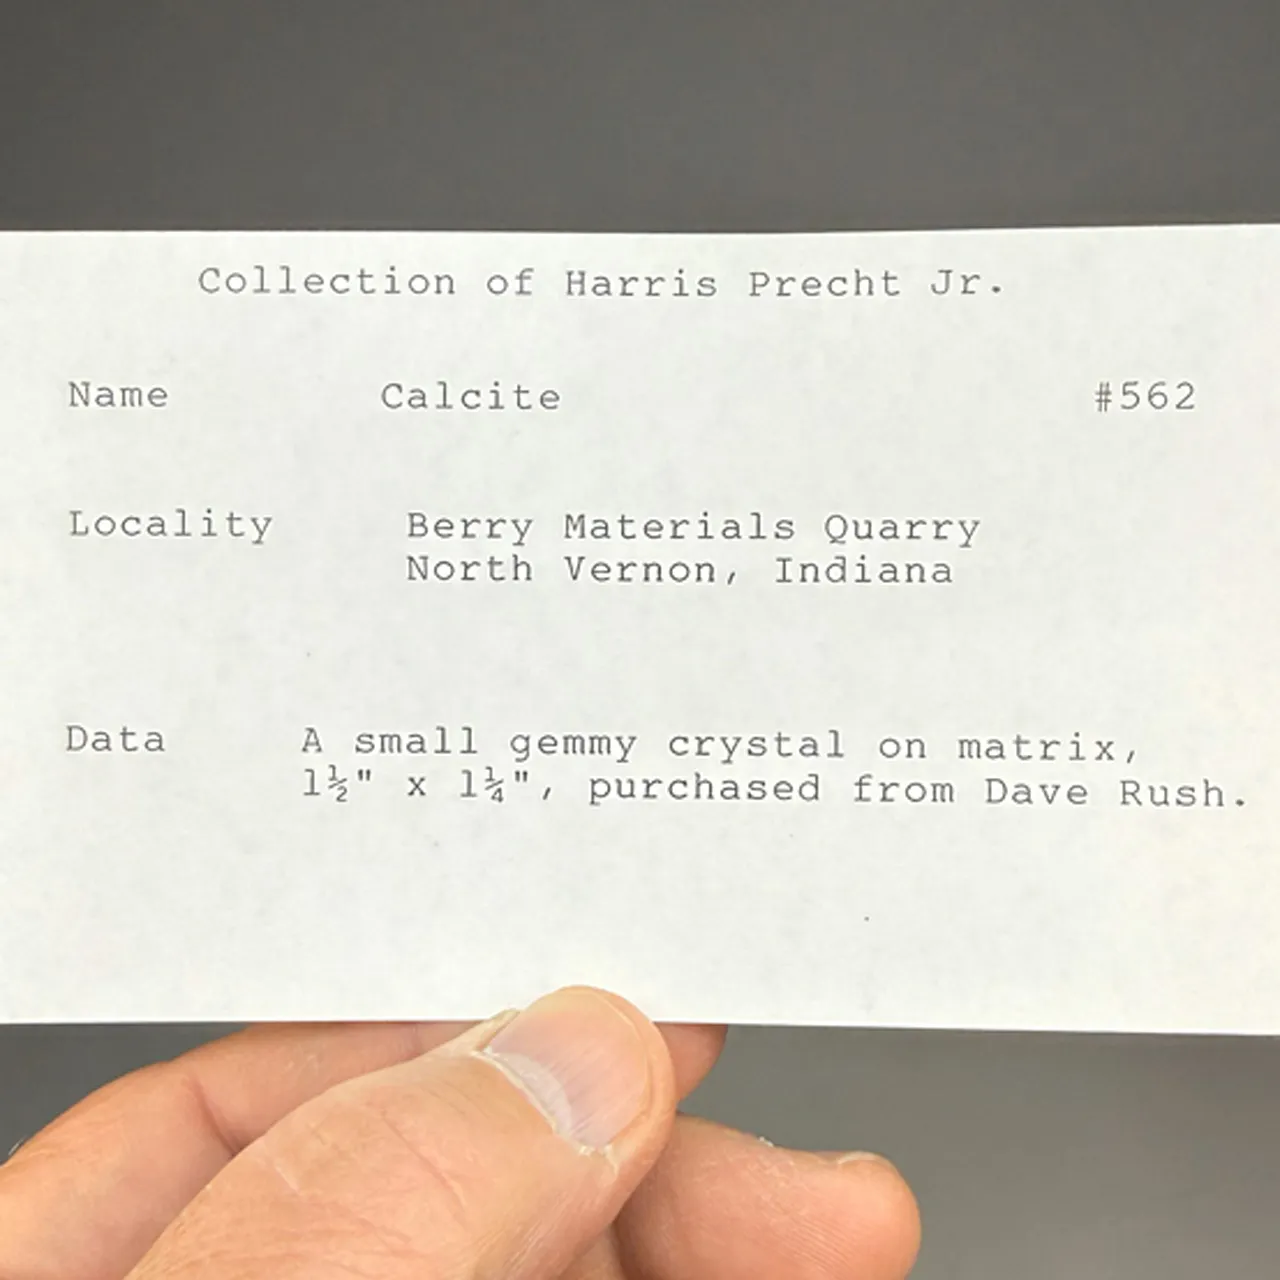 Collection of Harris Precht Jr.
Name Calcite #562
Locality Berry Materials Quarry
North Vernon, Indiana
Data A small gemmy crystal on matrix,
1½" x 1¼", purchased from Dave Rush.